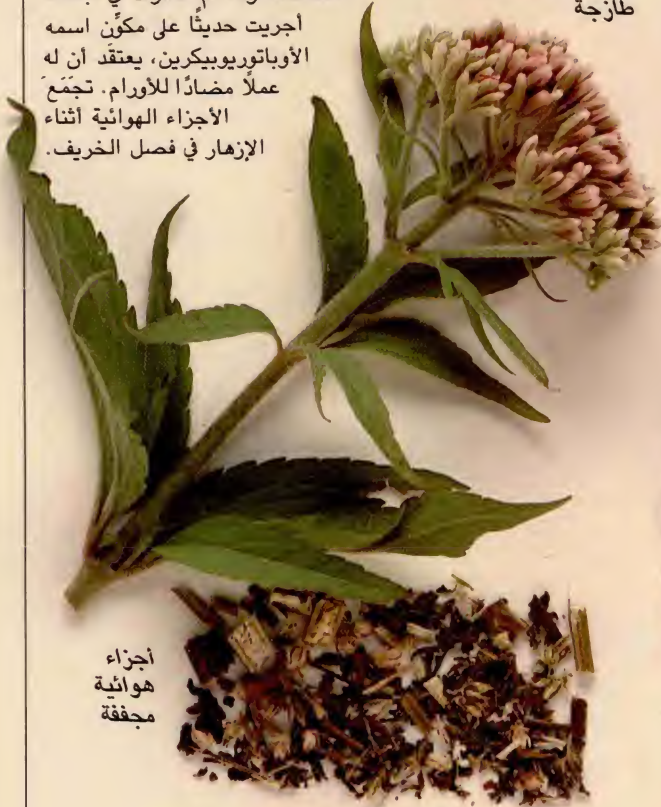 طازجة
أجريت حديثًا على مكوِّن اسمه
الأوباتوريوبيكرين، يعتقَد أن له
عملًا مضادًا للأورام. تجمَع
الأجزاء الهوائية أثناء
الإزهار في فصل الخريف.
أجزاء
هوائية
مجففة